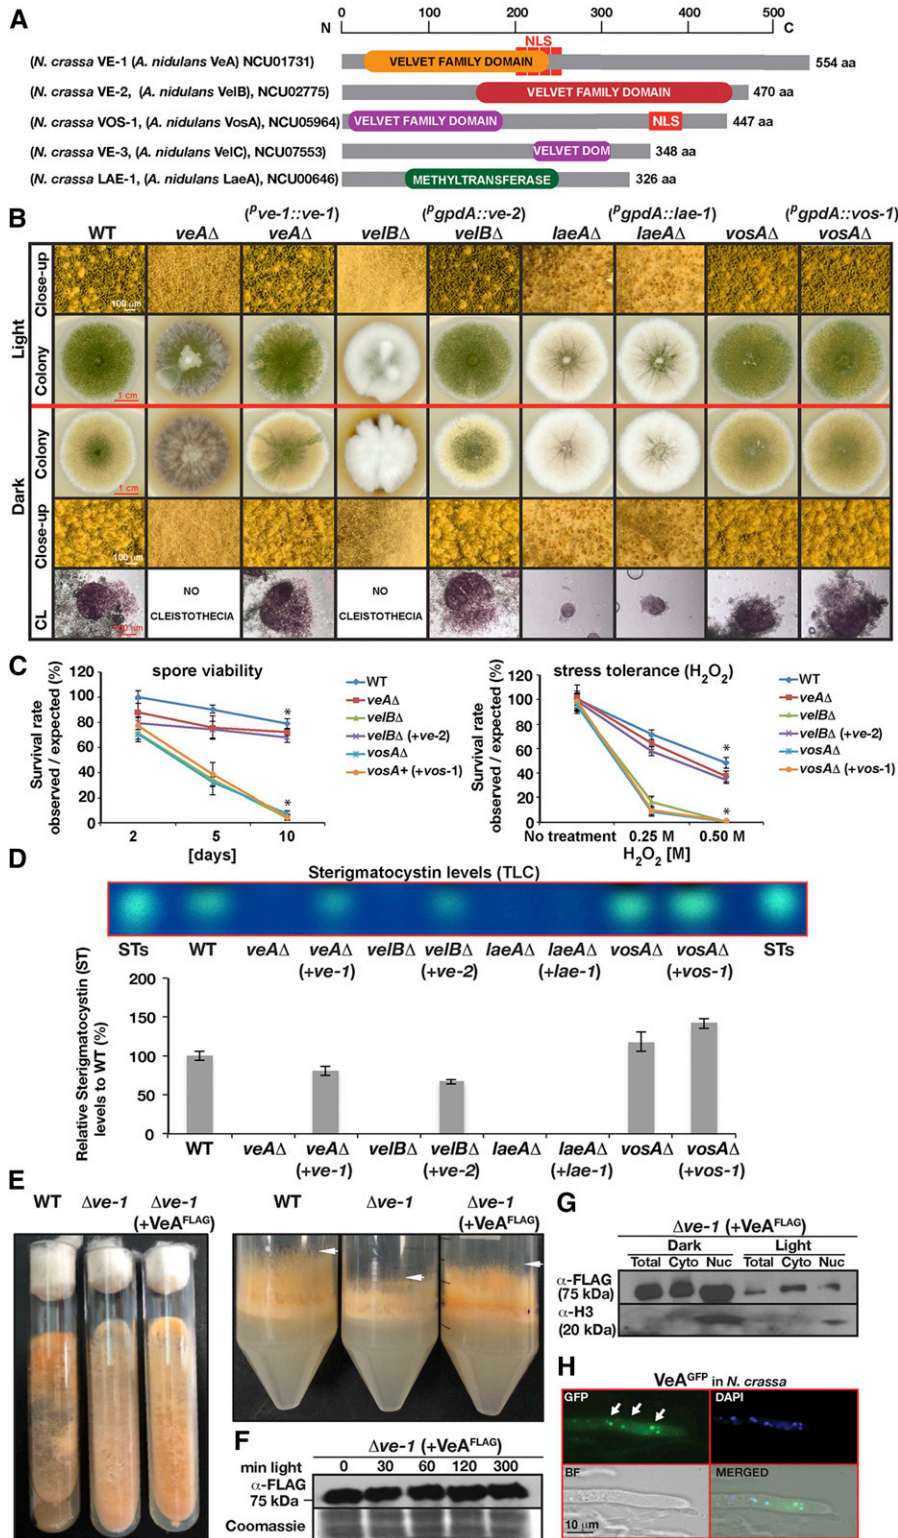 A
N 0 100 200 300 400 500 C
NLS
(N. crassa VE-1 (A. nidulans VeA) NCU01731) VELVET FAMILY DOMAIN 554 aa
(N. crassa VE-2, (A. nidulans VelB), NCU02775) VELVET FAMILY DOMAIN 470 aa
(N. crassa VOS-1, (A. nidulans VosA), NCU05964) VELVET FAMILY DOMAIN NLS 447 aa
(N. crassa VE-3, (A. nidulans VelC), NCU07553) VELVET DOM 348 aa
(N. crassa LAE-1, (A. nidulans LaeA), NCU00646) METHYLTRANSFERASE 326 aa
B
(Pve-1::ve-1) (PgpdA::ve-2) (PgpdA::lae-1) (PgpdA::vos-1)
WT veAΔ veAΔ velBΔ velBΔ laeAΔ laeAΔ vosAΔ vosAΔ
Light
Close-up
100 µm
Colony
1 cm
Dark
Colony
1 cm
Close-up
100 µm
CL
NO CLEISTOTHECIA
NO CLEISTOTHECIA
C
spore viability
Survival rate observed / expected (%)
120
100
80
60
40
20
0
2 5 10
[days]
*
*
WT
veAΔ
velBΔ
velBΔ (+ve-2)
vosAΔ
vosA+ (+vos-1)
stress tolerance (H2O2)
Survival rate observed / expected (%)
120
100
80
60
40
20
0
No treatment 0.25 M 0.50 M
H2O2 [M]
*
*
WT
veAΔ
velBΔ
velBΔ (+ve-2)
vosAΔ
vosAΔ (+vos-1)
D
Sterigmatocystin levels (TLC)
STs WT veAΔ veAΔ velBΔ velBΔ laeAΔ laeAΔ vosAΔ vosAΔ STs
(+ve-1) (+ve-2) (+lae-1) (+vos-1)
Relative Sterigmatocystin (ST) levels to WT (%)
200
150
100
50
0
WT veAΔ veAΔ velBΔ velBΔ laeAΔ laeAΔ vosAΔ vosAΔ
(+ve-1) (+ve-2) (+lae-1) (+vos-1)
E
WT Δve-1 Δve-1
(+VeAFLAG)
WT Δve-1 Δve-1
(+VeAFLAG)
F
Δve-1 (+VeAFLAG)
min light 0 30 60 120 300
α-FLAG
75 kDa
Coomassie
G
Δve-1 (+VeAFLAG)
Dark Light
Total Cyto Nuc Total Cyto Nuc
α-FLAG
(75 kDa)
α-H3
(20 kDa)
H
VeAGFP in N. crassa
GFP DAPI
BF MERGED
10 µm